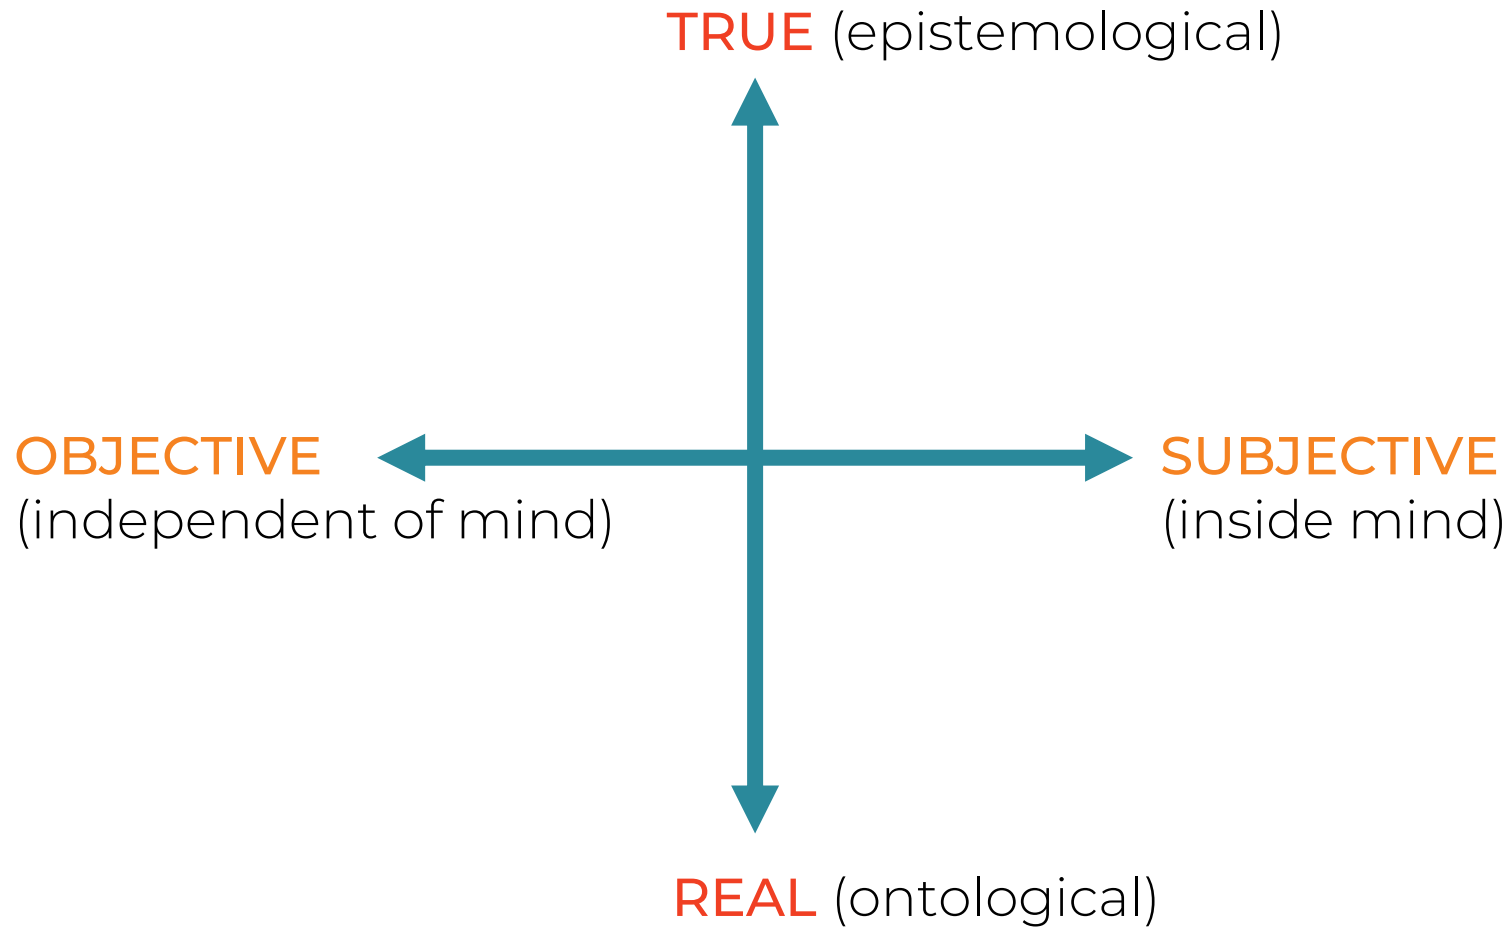 TRUE (epistemological)
OBJECTIVE
(independent of mind)
SUBJECTIVE
(inside mind)
REAL (ontological)